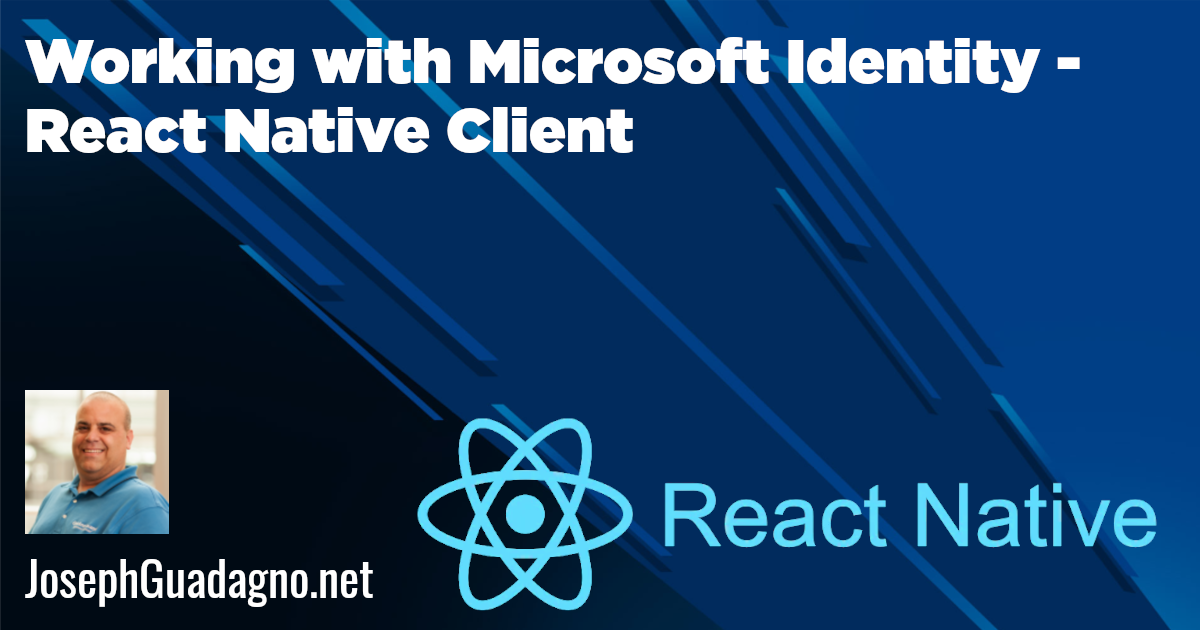 Working with Microsoft Identity -
React Native Client
React Native
JosephGuadagno.net